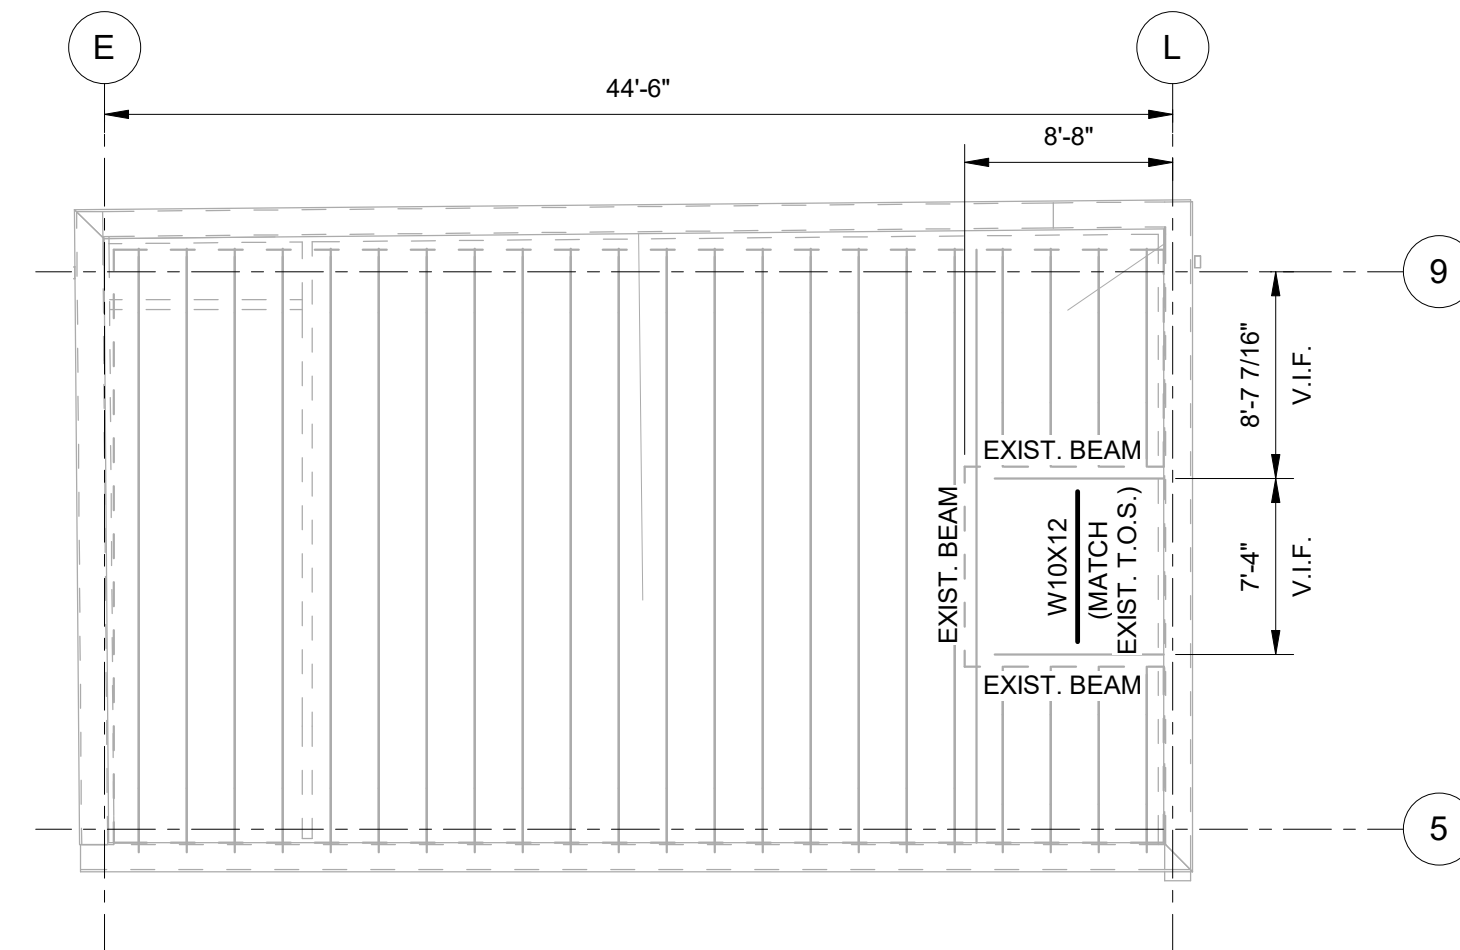 E
L
44'-6"
8'-8"
9
8'-7 7/16"
V.I.F.
EXIST. BEAM
EXIST. BEAM
W10X12
(MATCH
EXIST. T.O.S.)
7'-4"
V.I.F.
EXIST. BEAM
5